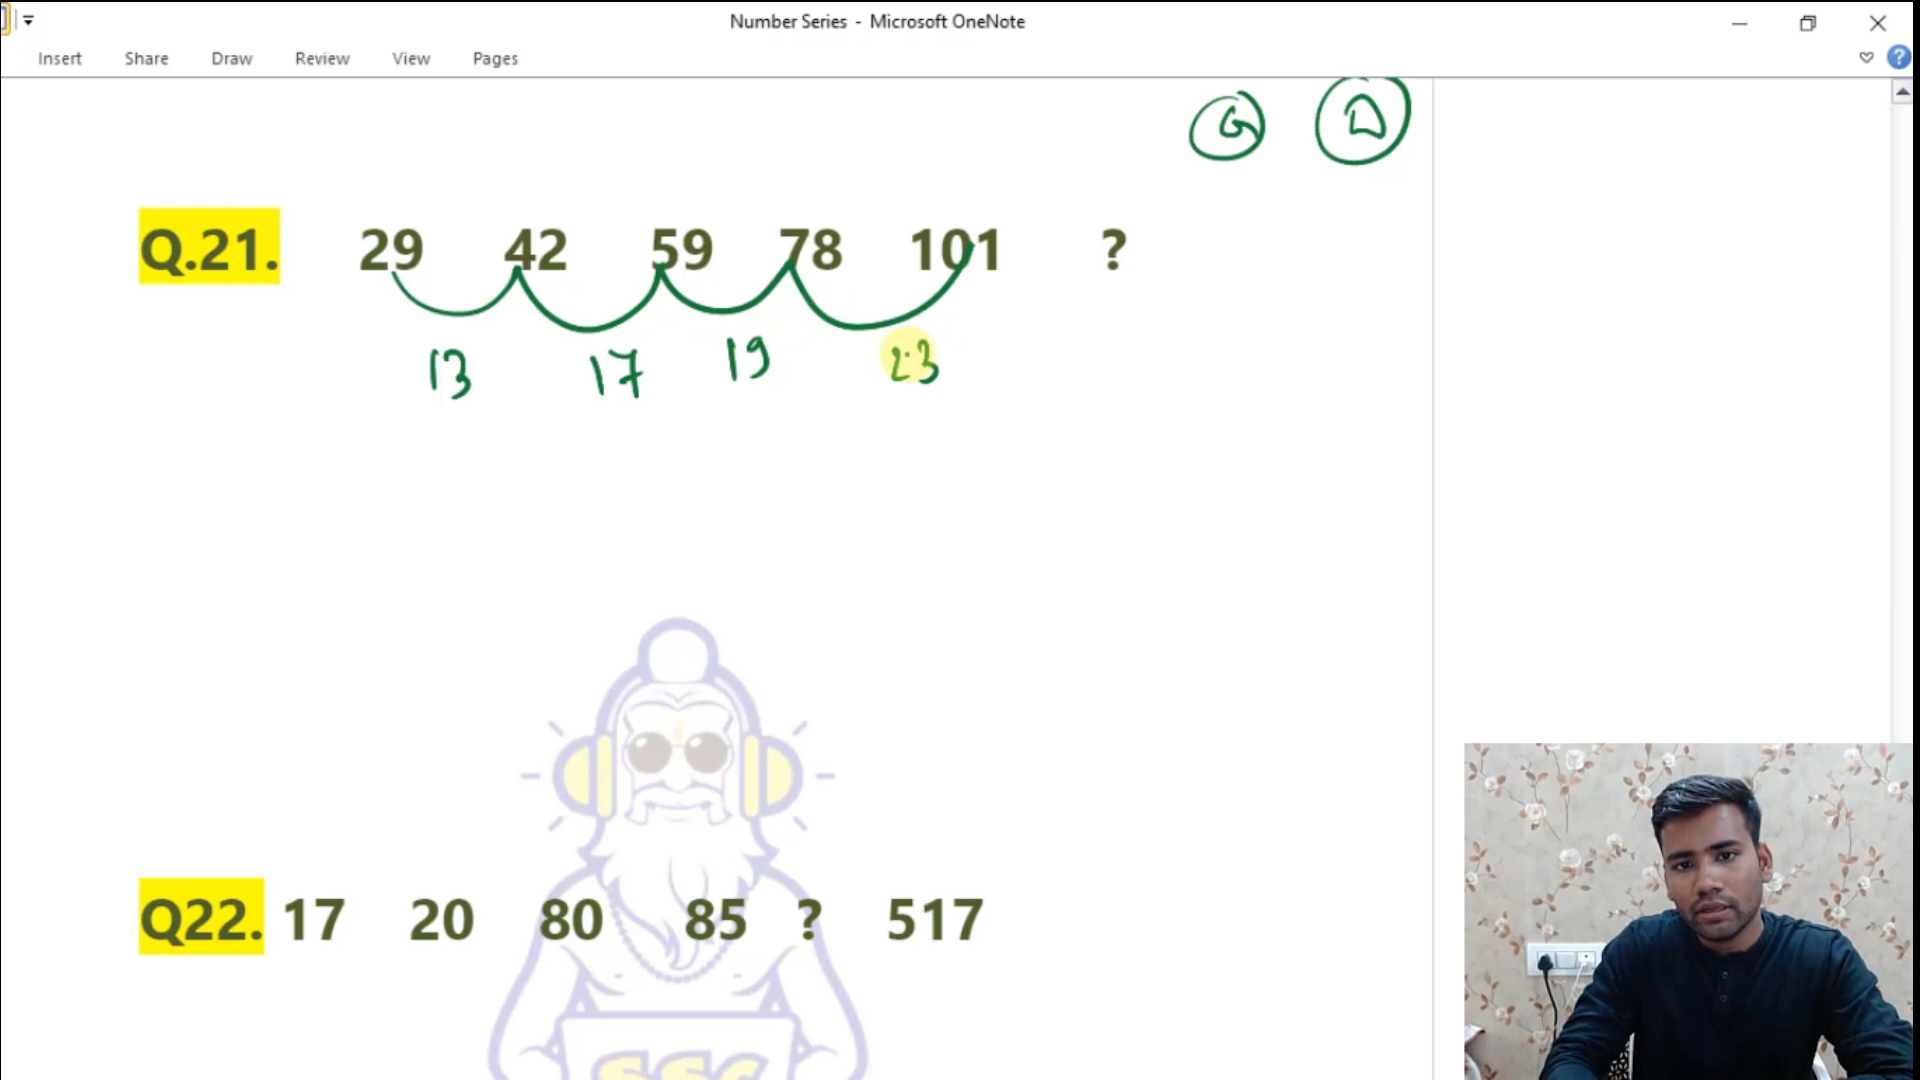 Number Series - Microsoft OneNote
Insert Share Draw Review View Pages
?
G D
Q.21. 29 42 59 78 101 ?
13 17 19 23
Q22. 17 20 80 85 ? 517
SSC